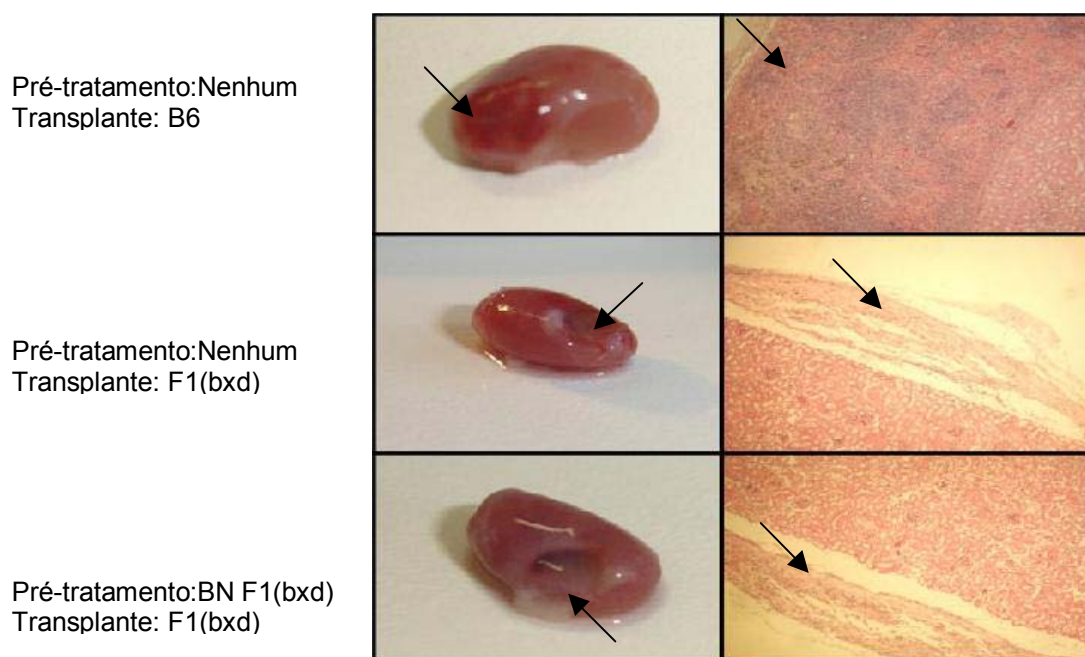 Pré-tratamento:Nenhum
Transplante: B6
Pré-tratamento:Nenhum
Transplante: F1(bxd)
Pré-tratamento:BN F1(bxd)
Transplante: F1(bxd)